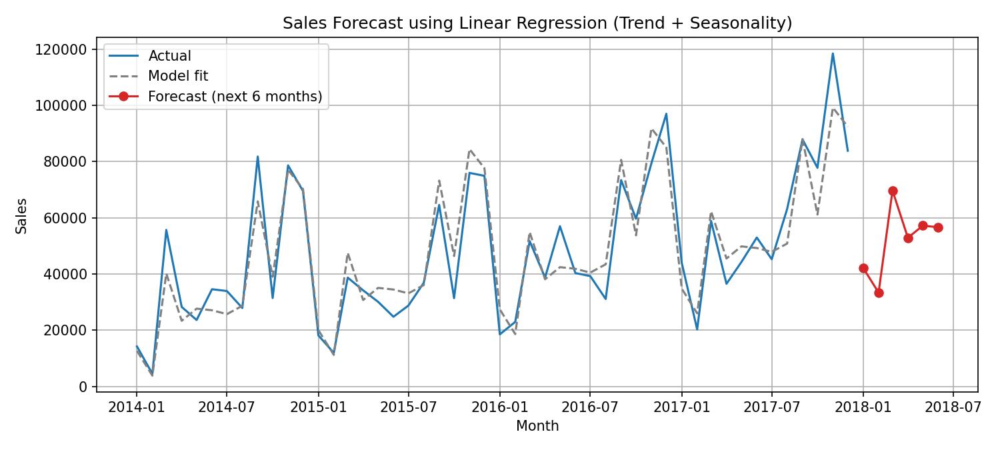 Sales Forecast using Linear Regression (Trend + Seasonality)
Actual
Model fit
Forecast (next 6 months)
120000
100000
80000
60000
40000
20000
0
Sales
2014-01 2014-07 2015-01 2015-07 2016-01 2016-07 2017-01 2017-07 2018-01 2018-07
Month